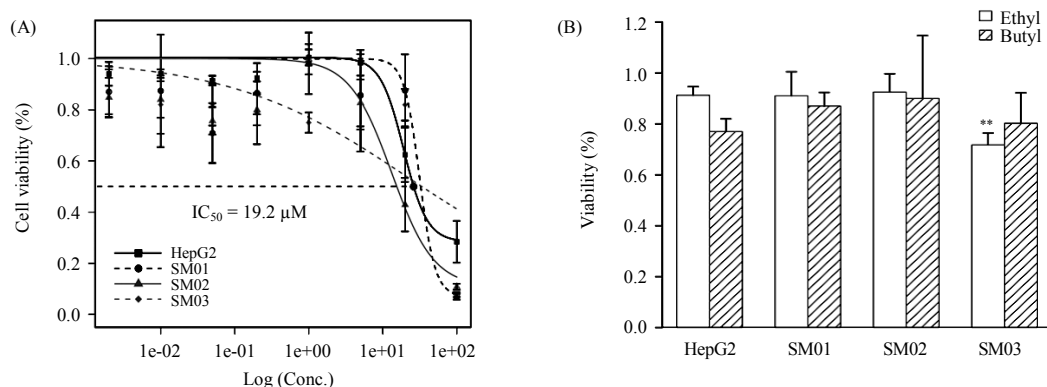 (A)
Cell viability (%)
1.0
0.8
0.6
0.4
0.2
0.0
IC50 = 19.2 μM
HepG2
SM01
SM02
SM03
1e-02 1e-01 1e+00 1e+01 1e+02
Log (Conc.)
(B)
Ethyl
Butyl
Viability (%)
1.2
1.0
0.8
0.6
0.4
0.2
0.0
**
HepG2 SM01 SM02 SM03